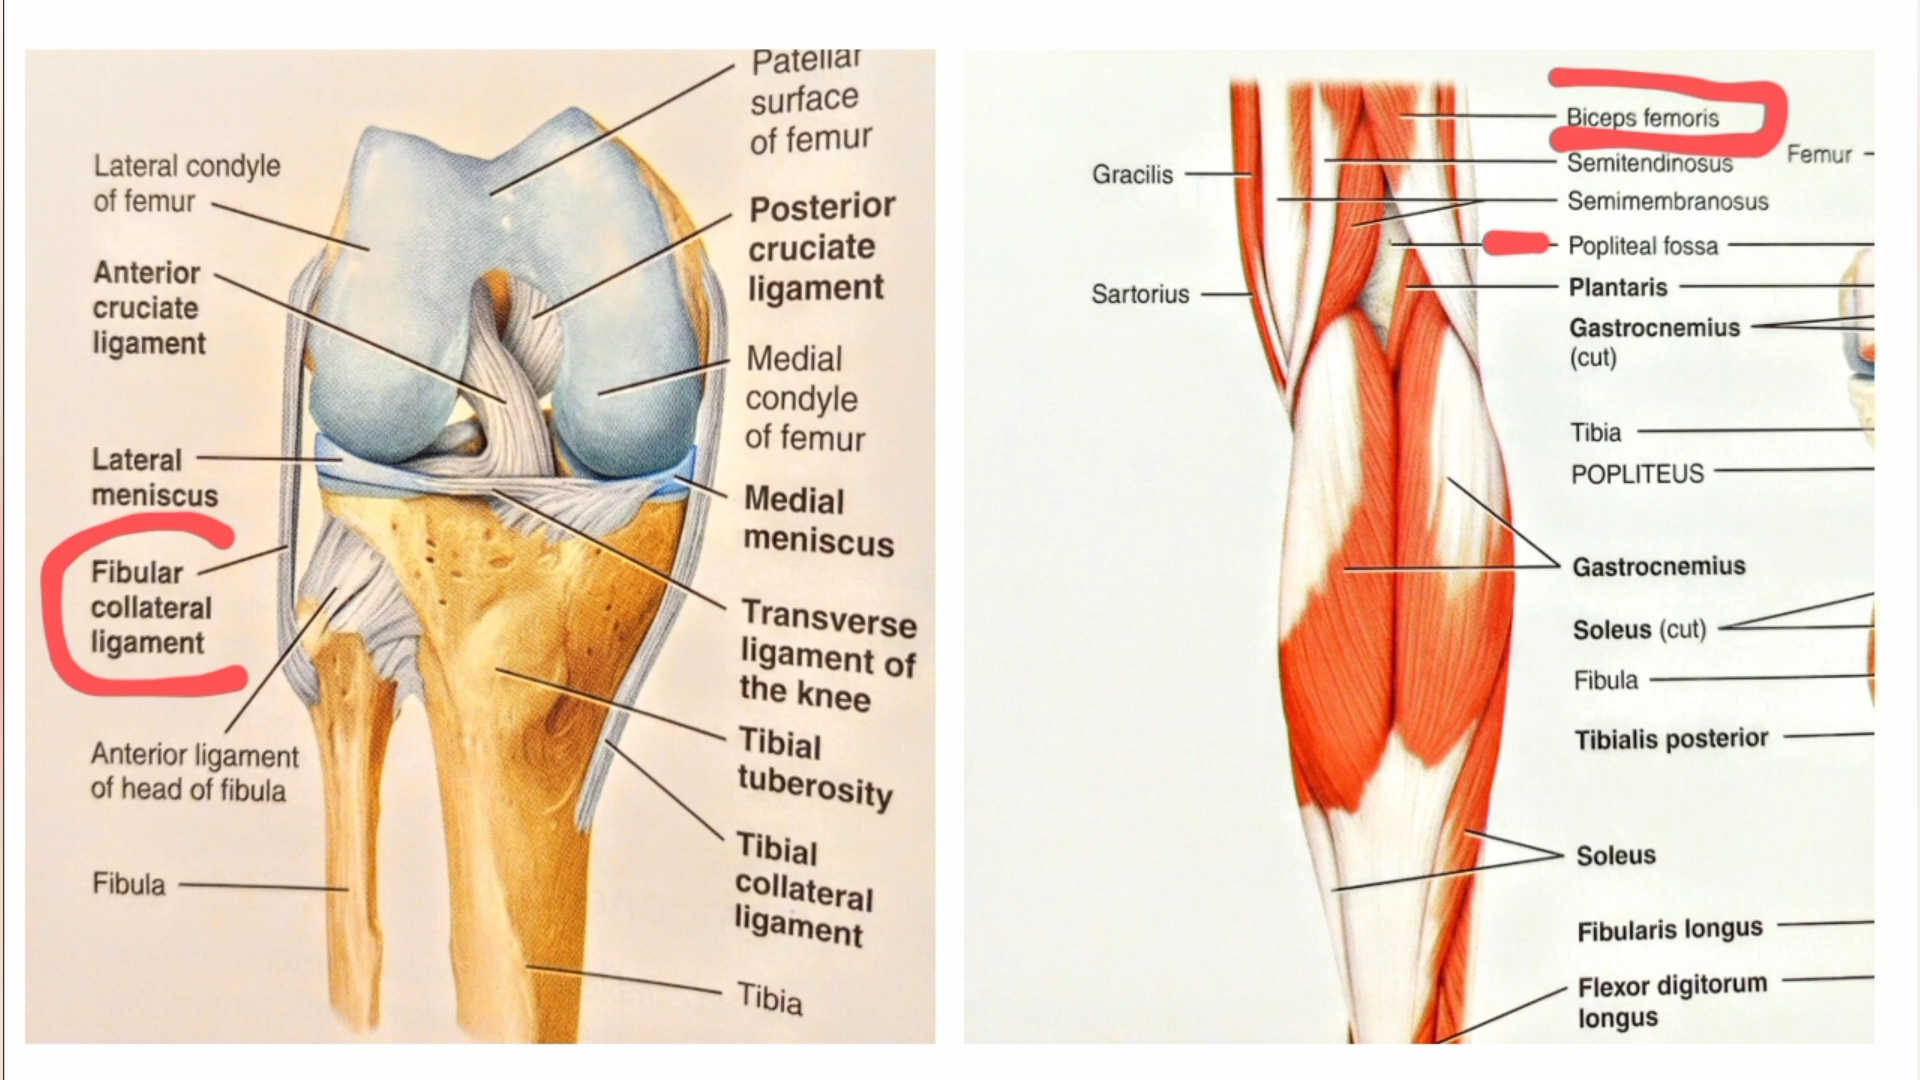 Patellar
surface
of femur
Lateral condyle
of femur
Posterior
cruciate
ligament
Anterior
cruciate
ligament
Medial
condyle
of femur
Lateral
meniscus
Medial
meniscus
Fibular
collateral
ligament
Transverse
ligament of
the knee
Anterior ligament
of head of fibula
Tibial
tuberosity
Fibula
Tibial
collateral
ligament
Tibia
Biceps femoris
Femur
Semitendinosus
Gracilis
Semimembranosus
Popliteal fossa
Sartorius
Plantaris
Gastrocnemius
(cut)
Tibia
POPLITEUS
Gastrocnemius
Soleus (cut)
Fibula
Tibialis posterior
Soleus
Fibularis longus
Flexor digitorum
longus